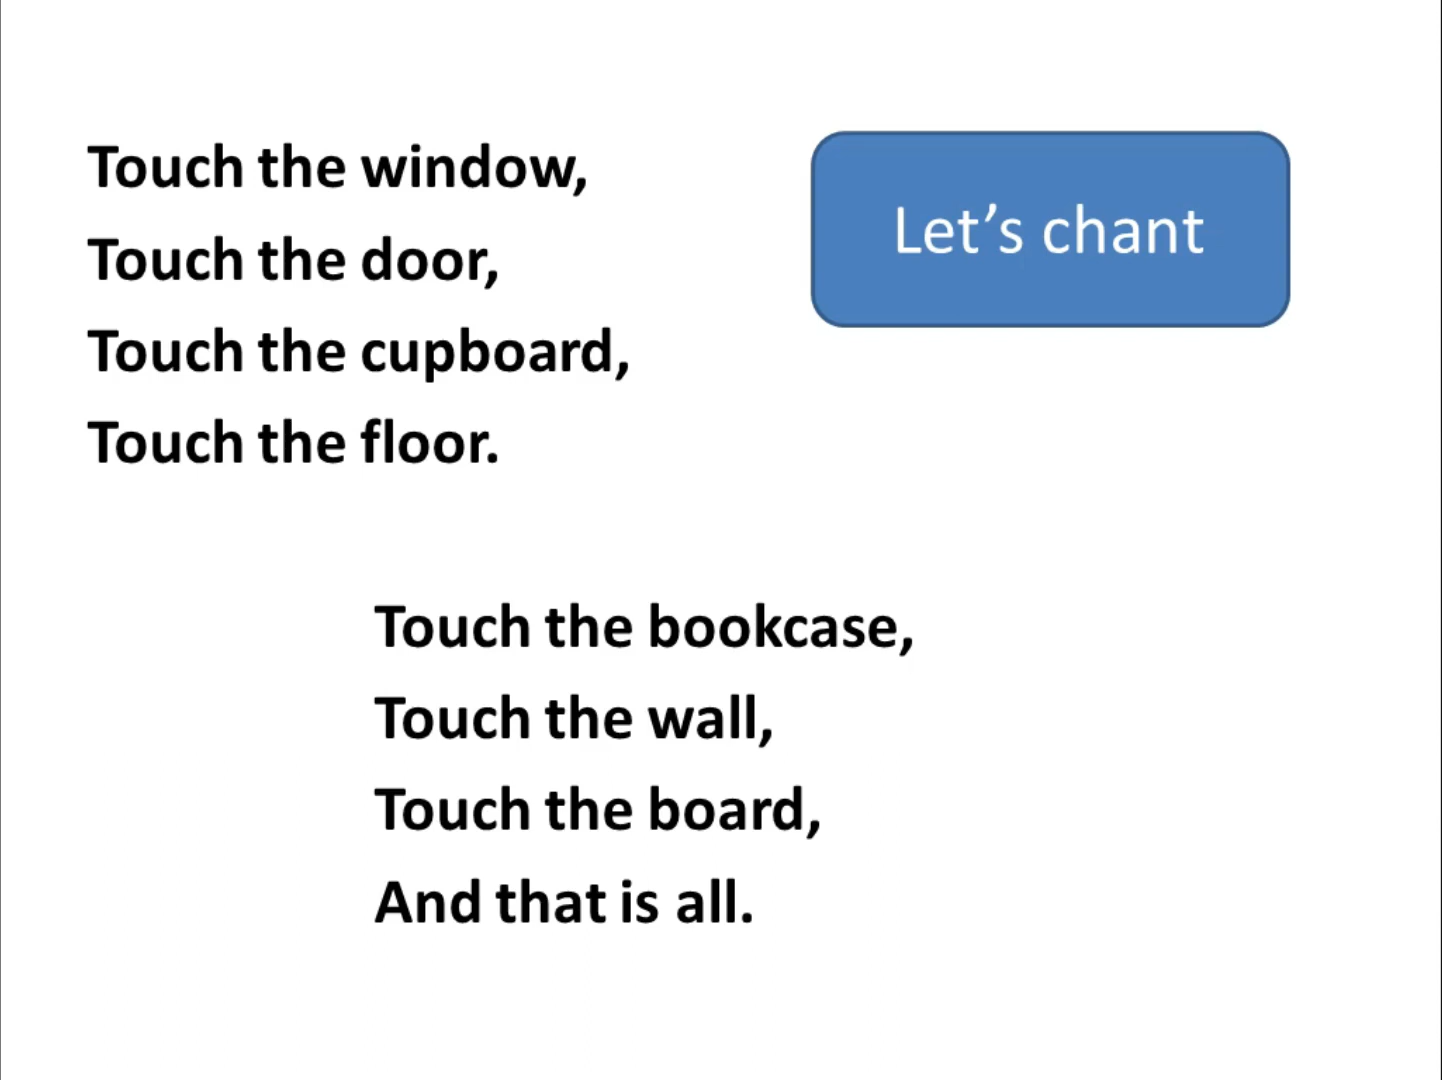 Touch the window,
Touch the door,
Touch the cupboard,
Touch the floor.
Let’s chant
Touch the bookcase,
Touch the wall,
Touch the board,
And that is all.